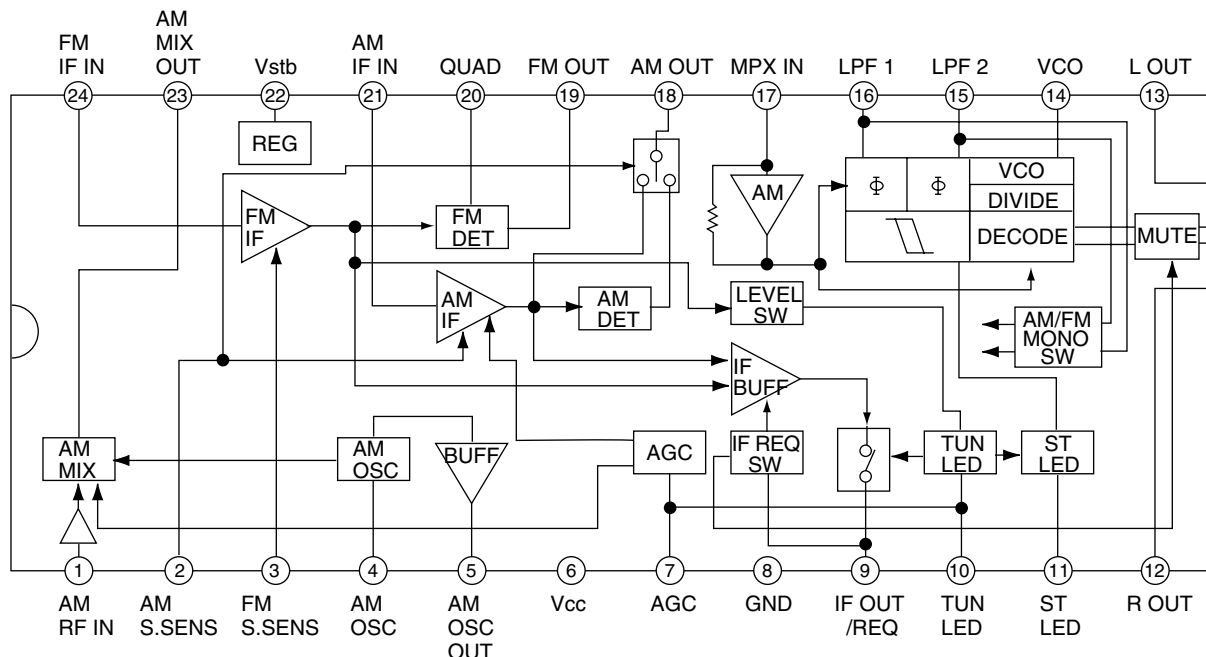 AM
MIX
OUT
FM
IF IN
Vstb
AM
IF IN
QUAD
FM OUT
AM OUT
MPX IN
LPF 1
LPF 2
VCO
L OUT
24
23
22
21
20
19
18
17
16
15
14
13
REG
FM
IF
FM
DET
AM
Φ
Φ
VCO
DIVIDE
DECODE
MUTE
AM
IF
AM
DET
LEVEL
SW
AM/FM
MONO
SW
IF
BUFF
AM
MIX
AM
OSC
BUFF
AGC
IF REQ
SW
TUN
LED
ST
LED
1
2
3
4
5
6
7
8
9
10
11
12
AM
RF IN
AM
S.SENS
FM
S.SENS
AM
OSC
AM
OSC
OUT
Vcc
AGC
GND
IF OUT
/REQ
TUN
LED
ST
LED
R OUT